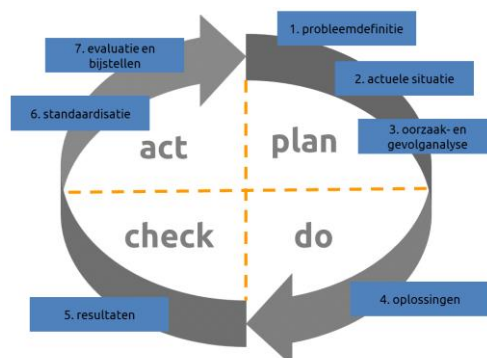 1. probleemdefinitie
2. actuele situatie
3. oorzaak- en
gevolganalyse
4. oplossingen
5. resultaten
6. standaardisatie
7. evaluatie en
bijstellen
act
plan
check
do